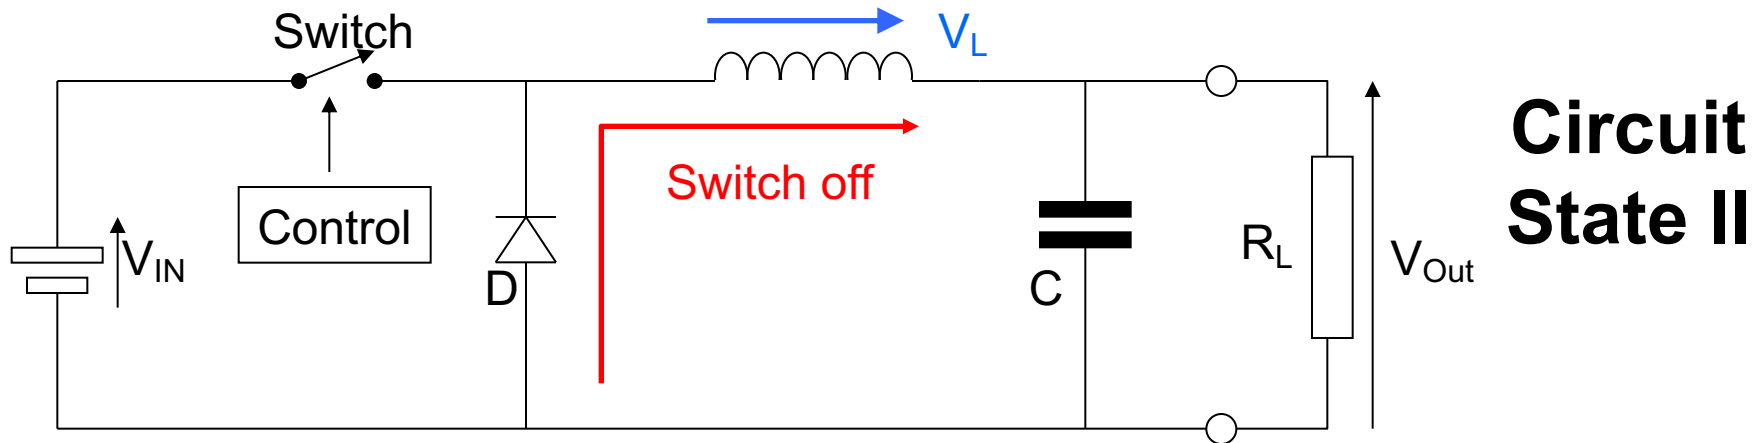 Switch
V_L
Circuit
State II
Switch off
Control
V_IN
D
C
R_L
V_Out